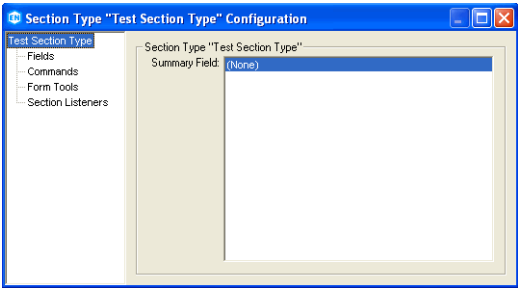 Section Type "Test Section Type" Configuration
Test Section Type
Fields
Commands
Form Tools
Section Listeners
Section Type "Test Section Type"
Summary Field:
(None)